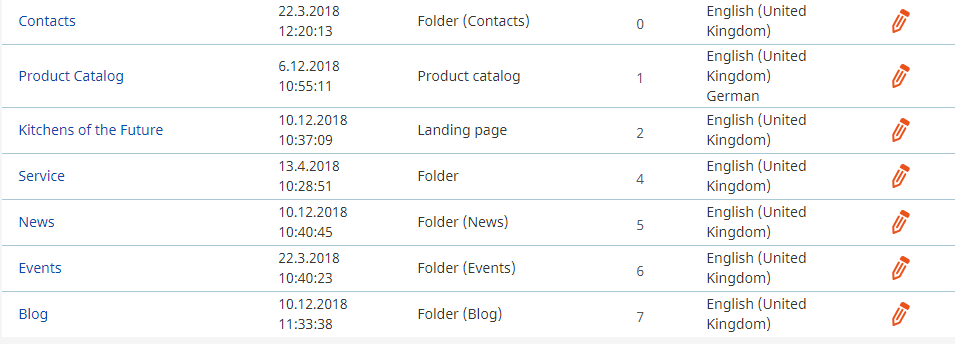 Contacts
22.3.2018
12:20:13
Folder (Contacts)
0
English (United
Kingdom)
Product Catalog
6.12.2018
10:55:11
Product catalog
1
English (United
Kingdom)
German
Kitchens of the Future
10.12.2018
10:37:09
Landing page
2
English (United
Kingdom)
Service
13.4.2018
10:28:51
Folder
4
English (United
Kingdom)
News
10.12.2018
10:40:45
Folder (News)
5
English (United
Kingdom)
Events
22.3.2018
10:40:23
Folder (Events)
6
English (United
Kingdom)
Blog
10.12.2018
11:33:38
Folder (Blog)
7
English (United
Kingdom)